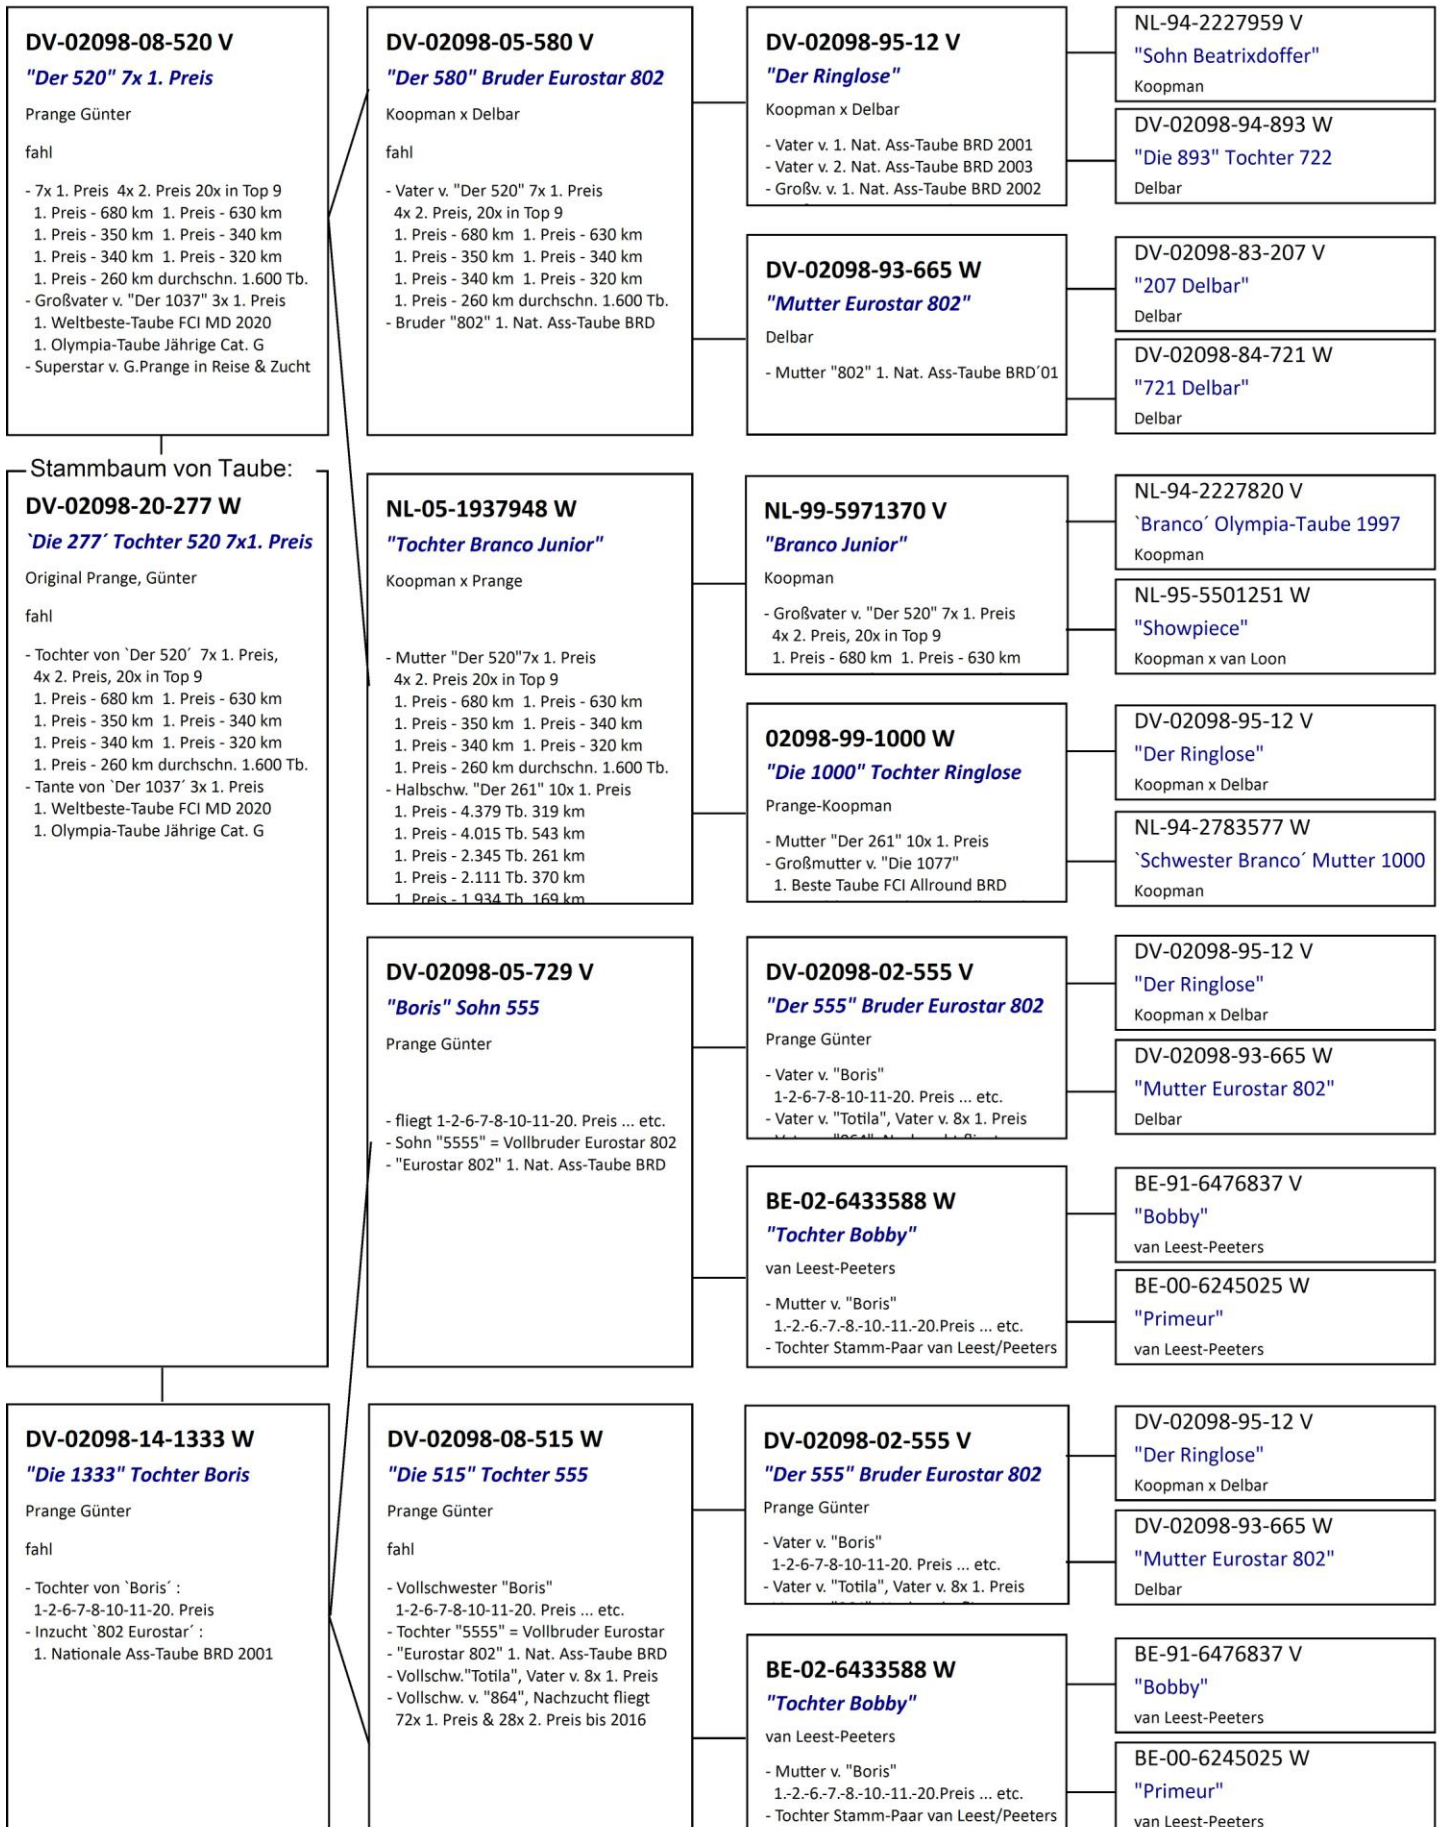 DV-02098-08-520 V
"Der 520" 7x 1. Preis
Prange Günter
fahl
- 7x 1. Preis 4x 2. Preis 20x in Top 9
1. Preis - 680 km 1. Preis - 630 km
1. Preis - 350 km 1. Preis - 340 km
1. Preis - 340 km 1. Preis - 320 km
1. Preis - 260 km durchschn. 1.600 Tb.
- Großvater v. "Der 1037" 3x 1. Preis
1. Weltbeste-Taube FCI MD 2020
1. Olympia-Taube Jährige Cat. G
- Superstar v. G.Prange in Reise & Zucht
Stammbaum von Taube:
DV-02098-20-277 W
`Die 277´ Tochter 520 7x1. Preis
Original Prange, Günter
fahl
- Tochter von `Der 520´ 7x 1. Preis,
4x 2. Preis, 20x in Top 9
1. Preis - 680 km 1. Preis - 630 km
1. Preis - 350 km 1. Preis - 340 km
1. Preis - 340 km 1. Preis - 320 km
1. Preis - 260 km durchschn. 1.600 Tb.
- Tante von `Der 1037´ 3x 1. Preis
1. Weltbeste-Taube FCI MD 2020
1. Olympia-Taube Jährige Cat. G
DV-02098-14-1333 W
"Die 1333" Tochter Boris
Prange Günter
fahl
- Tochter von `Boris´ :
1-2-6-7-8-10-11-20. Preis
- Inzucht `802 Eurostar´ :
1. Nationale Ass-Taube BRD 2001
DV-02098-05-580 V
"Der 580" Bruder Eurostar 802
Koopman x Delbar
fahl
- Vater v. "Der 520" 7x 1. Preis
4x 2. Preis, 20x in Top 9
1. Preis - 680 km 1. Preis - 630 km
1. Preis - 350 km 1. Preis - 340 km
1. Preis - 340 km 1. Preis - 320 km
1. Preis - 260 km durchschn. 1.600 Tb.
- Bruder "802" 1. Nat. Ass-Taube BRD
NL-05-1937948 W
"Tochter Branco Junior"
Koopman x Prange
- Mutter "Der 520"7x 1. Preis
4x 2. Preis 20x in Top 9
1. Preis - 680 km 1. Preis - 630 km
1. Preis - 350 km 1. Preis - 340 km
1. Preis - 340 km 1. Preis - 320 km
1. Preis - 260 km durchschn. 1.600 Tb.
- Halbschw. "Der 261" 10x 1. Preis
1. Preis - 4.379 Tb. 319 km
1. Preis - 4.015 Tb. 543 km
1. Preis - 2.345 Tb. 261 km
1. Preis - 2.111 Tb. 370 km
1. Preis - 1.934 Tb. 169 km
DV-02098-05-729 V
"Boris" Sohn 555
Prange Günter
- fliegt 1-2-6-7-8-10-11-20. Preis ... etc.
- Sohn "5555" = Vollbruder Eurostar 802
- "Eurostar 802" 1. Nat. Ass-Taube BRD
DV-02098-08-515 W
"Die 515" Tochter 555
Prange Günter
fahl
- Vollschwester "Boris"
1-2-6-7-8-10-11-20. Preis ... etc.
- Tochter "5555" = Vollbruder Eurostar
- "Eurostar 802" 1. Nat. Ass-Taube BRD
- Vollschw."Totila", Vater v. 8x 1. Preis
- Vollschw. v. "864", Nachzucht fliegt
72x 1. Preis & 28x 2. Preis bis 2016
DV-02098-95-12 V
"Der Ringlose"
Koopman x Delbar
- Vater v. 1. Nat. Ass-Taube BRD 2001
- Vater v. 2. Nat. Ass-Taube BRD 2003
- Großv. v. 1. Nat. Ass-Taube BRD 2002
DV-02098-93-665 W
"Mutter Eurostar 802"
Delbar
- Mutter "802" 1. Nat. Ass-Taube BRD´01
NL-99-5971370 V
"Branco Junior"
Koopman
- Großvater v. "Der 520" 7x 1. Preis
4x 2. Preis, 20x in Top 9
1. Preis - 680 km 1. Preis - 630 km
02098-99-1000 W
"Die 1000" Tochter Ringlose
Prange-Koopman
- Mutter "Der 261" 10x 1. Preis
- Großmutter v. "Die 1077"
1. Beste Taube FCI Allround BRD
DV-02098-02-555 V
"Der 555" Bruder Eurostar 802
Prange Günter
- Vater v. "Boris"
1-2-6-7-8-10-11-20. Preis ... etc.
- Vater v. "Totila", Vater v. 8x 1. Preis
BE-02-6433588 W
"Tochter Bobby"
van Leest-Peeters
- Mutter v. "Boris"
1.-2.-6.-7.-8.-10.-11.-20.Preis ... etc.
- Tochter Stamm-Paar van Leest/Peeters
DV-02098-02-555 V
"Der 555" Bruder Eurostar 802
Prange Günter
- Vater v. "Boris"
1-2-6-7-8-10-11-20. Preis ... etc.
- Vater v. "Totila", Vater v. 8x 1. Preis
BE-02-6433588 W
"Tochter Bobby"
van Leest-Peeters
- Mutter v. "Boris"
1.-2.-6.-7.-8.-10.-11.-20.Preis ... etc.
- Tochter Stamm-Paar van Leest/Peeters
NL-94-2227959 V
"Sohn Beatrixdoffer"
Koopman
DV-02098-94-893 W
"Die 893" Tochter 722
Delbar
DV-02098-83-207 V
"207 Delbar"
Delbar
DV-02098-84-721 W
"721 Delbar"
Delbar
NL-94-2227820 V
`Branco´ Olympia-Taube 1997
Koopman
NL-95-5501251 W
"Showpiece"
Koopman x van Loon
DV-02098-95-12 V
"Der Ringlose"
Koopman x Delbar
NL-94-2783577 W
`Schwester Branco´ Mutter 1000
Koopman
DV-02098-95-12 V
"Der Ringlose"
Koopman x Delbar
DV-02098-93-665 W
"Mutter Eurostar 802"
Delbar
BE-91-6476837 V
"Bobby"
van Leest-Peeters
BE-00-6245025 W
"Primeur"
van Leest-Peeters
DV-02098-95-12 V
"Der Ringlose"
Koopman x Delbar
DV-02098-93-665 W
"Mutter Eurostar 802"
Delbar
BE-91-6476837 V
"Bobby"
van Leest-Peeters
BE-00-6245025 W
"Primeur"
van Leest-Peeters